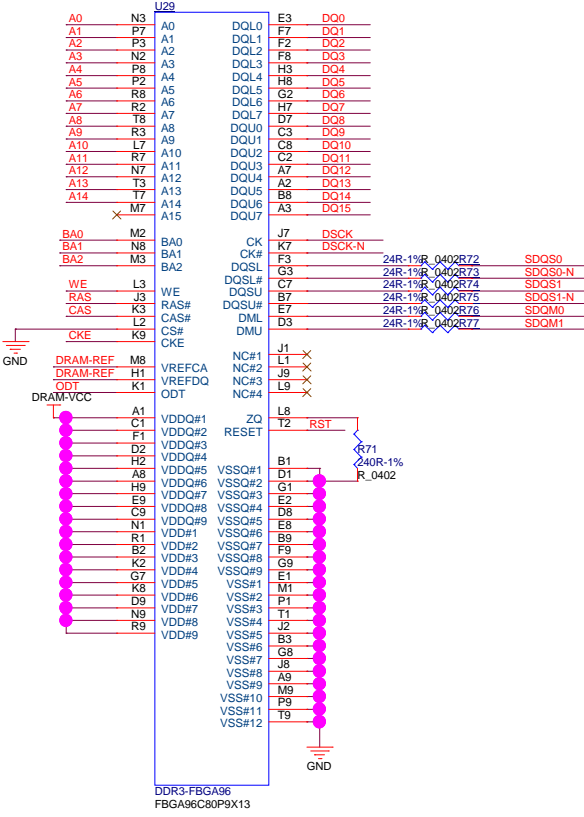 U29
A0 N3 A0 DQL0 E3 DQ0
A1 P7 A1 DQL1 F7 DQ1
A2 P3 A2 DQL2 F2 DQ2
A3 N2 A3 DQL3 F8 DQ3
A4 P8 A4 DQL4 H3 DQ4
A5 P2 A5 DQL5 H8 DQ5
A6 R8 A6 DQL6 G2 DQ6
A7 R2 A7 DQL7 H7 DQ7
A8 T8 A8 DQU0 D7 DQ8
A9 R3 A9 DQU1 C3 DQ9
A10 L7 A10 DQU2 C8 DQ10
A11 R7 A11 DQU3 C2 DQ11
A12 N7 A12 DQU4 A7 DQ12
A13 T3 A13 DQU5 A2 DQ13
A14 T7 A14 DQU6 B8 DQ14
M7 A15 DQU7 A3 DQ15
BA0 M2 BA0 CK J7 DSCK
BA1 N8 BA1 CK# K7 DSCK-N
BA2 M3 BA2 DQSL F3 24R-1% R_0402 R72 SDQS0
DQSL# G3 24R-1% R_0402 R73 SDQS0-N
WE L3 WE DQSU C7 24R-1% R_0402 R74 SDQS1
RAS J3 RAS# DQSU# B7 24R-1% R_0402 R75 SDQS1-N
CAS K3 CAS# DML E7 24R-1% R_0402 R76 SDQM0
L2 CS# DMU D3 24R-1% R_0402 R77 SDQM1
CKE K9 CKE
GND
NC#1 J1
DRAM-REF M8 VREFCA NC#2 L1
DRAM-REF H1 VREFDQ NC#3 J9
ODT K1 ODT NC#4 L9
DRAM-VCC
A1 VDDQ#1 ZQ L8
C1 VDDQ#2 RESET T2 RST
F1 VDDQ#3
R71
D2 VDDQ#4
240R-1%
H2 VDDQ#5 VSSQ#1 B1
R_0402
A8 VDDQ#6 VSSQ#2 D1
H9 VDDQ#7 VSSQ#3 G1
E9 VDDQ#8 VSSQ#4 E2
C9 VDDQ#9 VSSQ#5 D8
N1 VDD#1 VSSQ#6 E8
R1 VDD#2 VSSQ#7 B9
B2 VDD#3 VSSQ#8 F9
K2 VDD#4 VSSQ#9 G9
G7 VDD#5 VSS#1 E1
K8 VDD#6 VSS#2 M1
D9 VDD#7 VSS#3 P1
N9 VDD#8 VSS#4 T1
R9 VDD#9 VSS#5 J2
VSS#6 B3
VSS#7 G8
VSS#8 J8
VSS#9 A9
VSS#10 M9
VSS#11 P9
VSS#12 T9
GND
DDR3-FBGA96
FBGA96C80P9X13